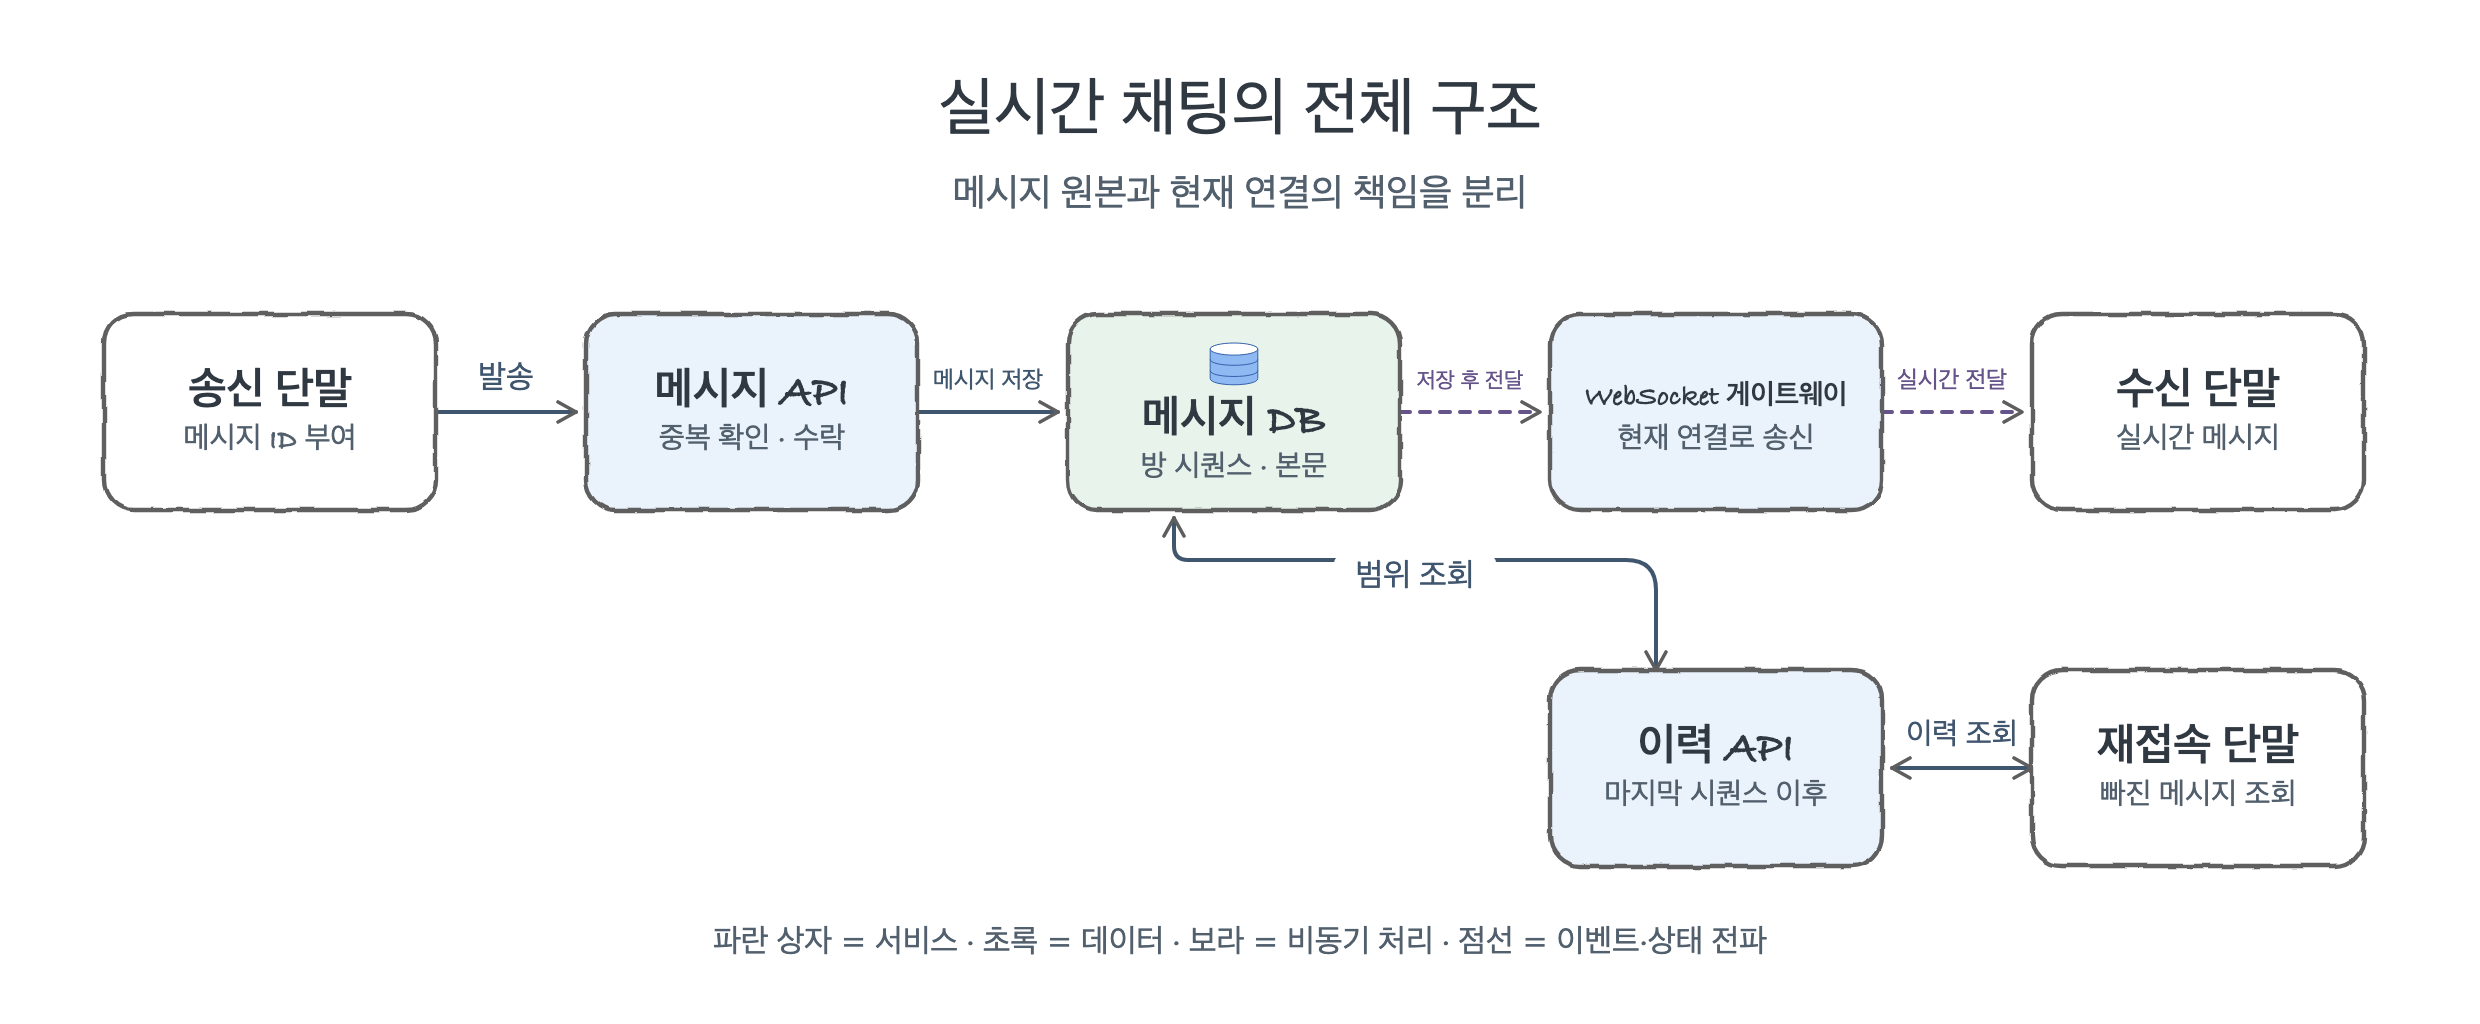 실시간 채팅의 전체 구조
메시지 원본과 현재 연결의 책임을 분리
송신 단말
메시지 ID 부여
발송
메시지 API
중복 확인 · 수락
메시지 저장
메시지 DB
방 시퀀스 · 본문
저장 후 전달
WebSocket 게이트웨이
현재 연결로 송신
실시간 전달
수신 단말
실시간 메시지
범위 조회
이력 API
마지막 시퀀스 이후
이력 조회
재접속 단말
빠진 메시지 조회
파란 상자 = 서비스 · 초록 = 데이터 · 보라 = 비동기 처리 · 점선 = 이벤트·상태 전파